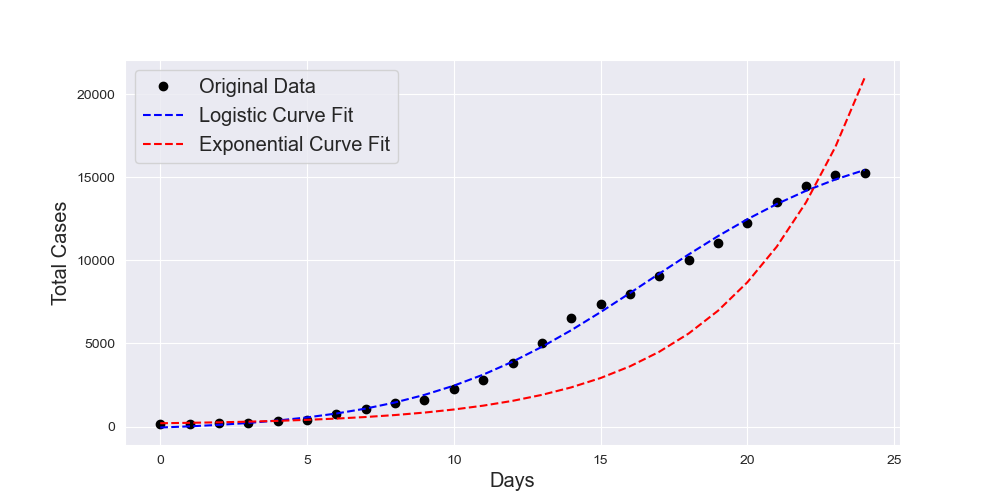 Original Data
Logistic Curve Fit
Exponential Curve Fit
20000
15000
10000
5000
0
Total Cases
0 5 10 15 20 25
Days